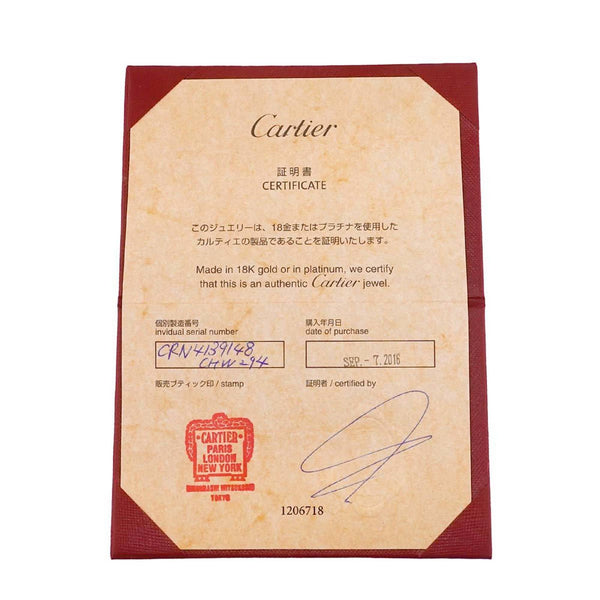 Cartier
証明書
CERTIFICATE
このジュエリーは、18金またはプラチナを使用した
カルティエの製品であることを証明いたします。
Made in 18K gold or in platinum, we certify
that this is an authentic Cartier jewel.
個別製造番号
invidual serial number
CRN4139148
CHW294
購入年月日
date of purchase
SEP. - 7. 2016
販売ブティック印 / stamp
証明者 / certified by
CARTIER
PARIS
LONDON
NEW YORK
NIHONBASHI MITSUKOSHI
TOKYO
1206718